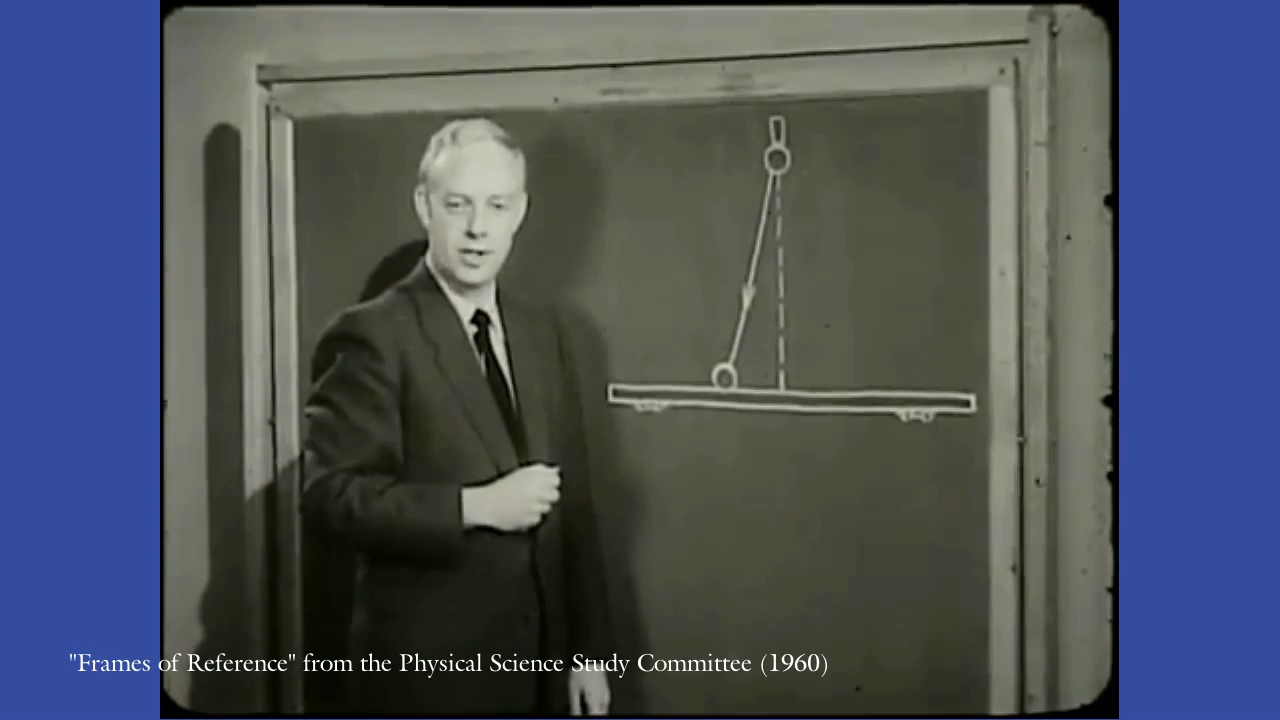 "Frames of Reference" from the Physical Science Study Committee (1960)